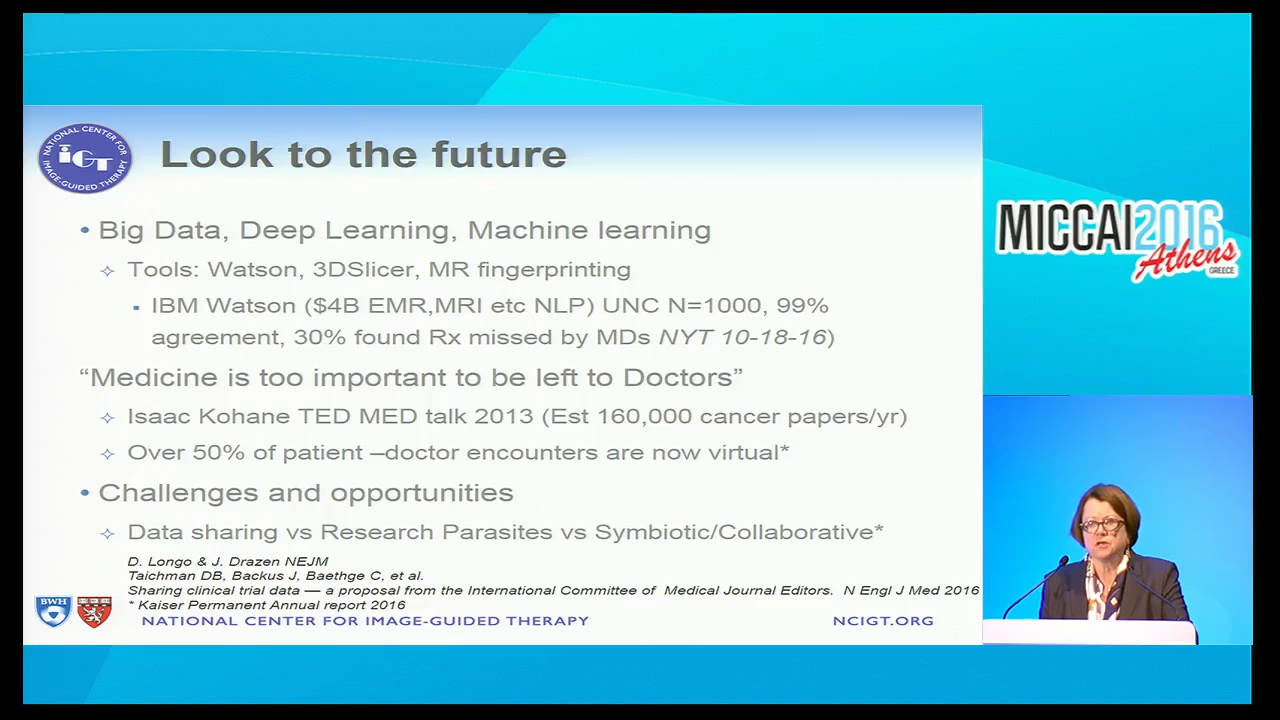 NATIONAL CENTER FOR
iGT
IMAGE-GUIDED THERAPY
Look to the future
• Big Data, Deep Learning, Machine learning
✧ Tools: Watson, 3DSlicer, MR fingerprinting
▪ IBM Watson ($4B EMR,MRI etc NLP) UNC N=1000, 99%
agreement, 30% found Rx missed by MDs NYT 10-18-16)
“Medicine is too important to be left to Doctors”
✧ Isaac Kohane TED MED talk 2013 (Est 160,000 cancer papers/yr)
✧ Over 50% of patient –doctor encounters are now virtual*
• Challenges and opportunities
✧ Data sharing vs Research Parasites vs Symbiotic/Collaborative*
D. Longo & J. Drazen NEJM
Taichman DB, Backus J, Baethge C, et al.
Sharing clinical trial data — a proposal from the International Committee of Medical Journal Editors. N Engl J Med 2016
* Kaiser Permanent Annual report 2016
BWH
NATIONAL CENTER FOR IMAGE-GUIDED THERAPY
NCIGT.ORG
MICCAI2016
Athens
GREECE